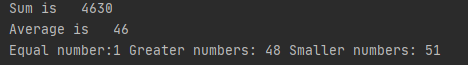 Sum is   4630
Average is   46
Equal number:1 Greater numbers: 48 Smaller numbers: 51